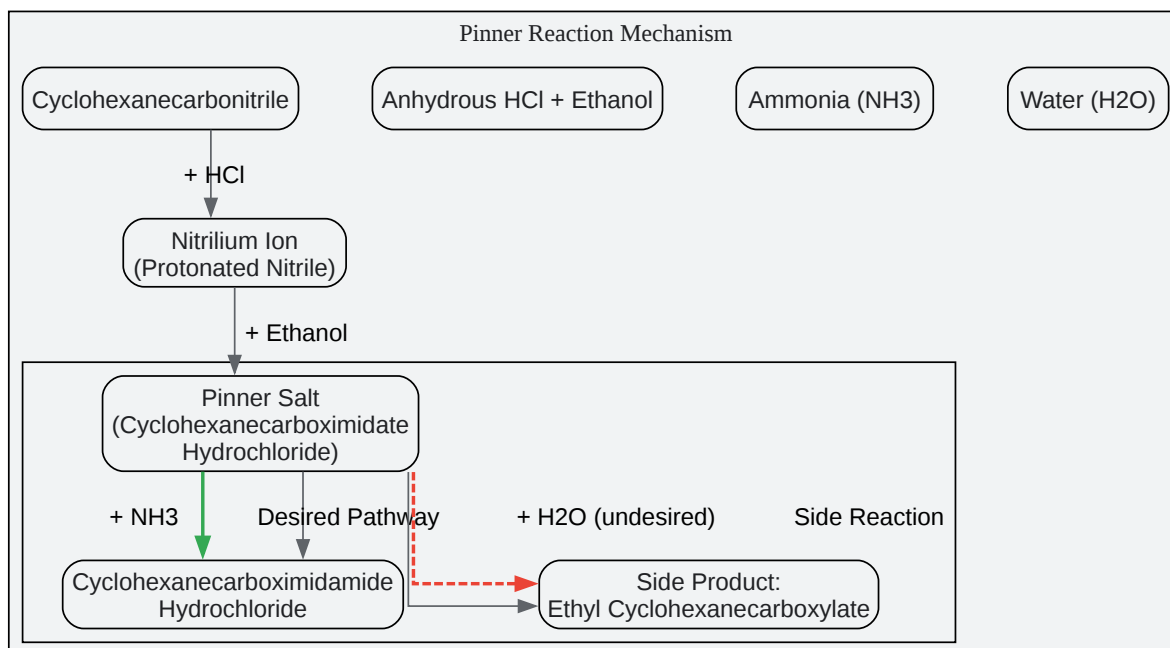 Pinner Reaction Mechanism
Cyclohexanecarbonitrile
Anhydrous HCl + Ethanol
Ammonia (NH3)
Water (H2O)
+ HCl
Nitrilium Ion
(Protonated Nitrile)
+ Ethanol
Pinner Salt
(Cyclohexanecarboximidate
Hydrochloride)
+ NH3
Desired Pathway
+ H2O (undesired)
Side Reaction
Cyclohexanecarboximidamide
Hydrochloride
Side Product:
Ethyl Cyclohexanecarboxylate